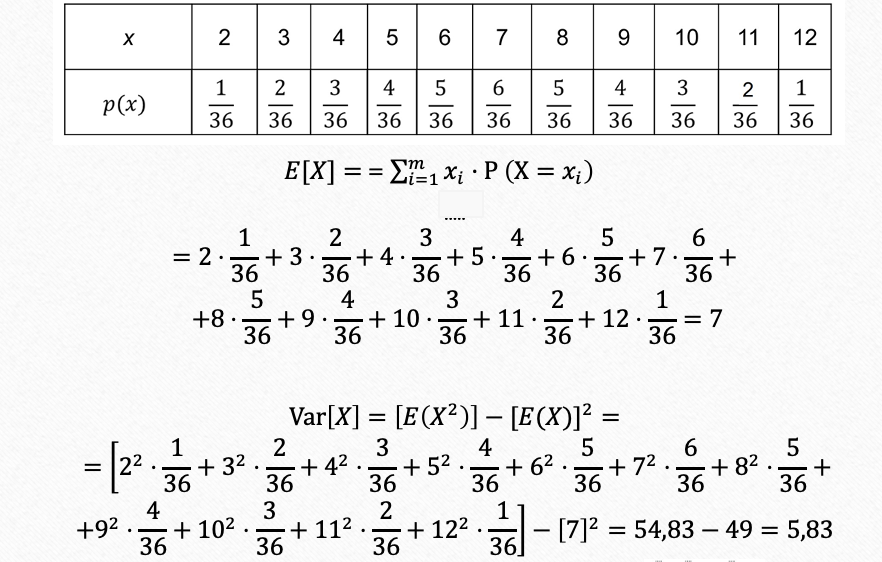 x 2 3 4 5 6 7 8 9 10 11 12
p(x) 1/36 2/36 3/36 4/36 5/36 6/36 5/36 4/36 3/36 2/36 1/36
E[X] = = ∑ᵢ₌₁ᵐ xᵢ · P (X = xᵢ)
.....
= 2 · 1/36 + 3 · 2/36 + 4 · 3/36 + 5 · 4/36 + 6 · 5/36 + 7 · 6/36 +
+8 · 5/36 + 9 · 4/36 + 10 · 3/36 + 11 · 2/36 + 12 · 1/36 = 7
Var[X] = [E(X²)] − [E(X)]² =
= [2² · 1/36 + 3² · 2/36 + 4² · 3/36 + 5² · 4/36 + 6² · 5/36 + 7² · 6/36 + 8² · 5/36 +
+9² · 4/36 + 10² · 3/36 + 11² · 2/36 + 12² · 1/36] − [7]² = 54,83 − 49 = 5,83